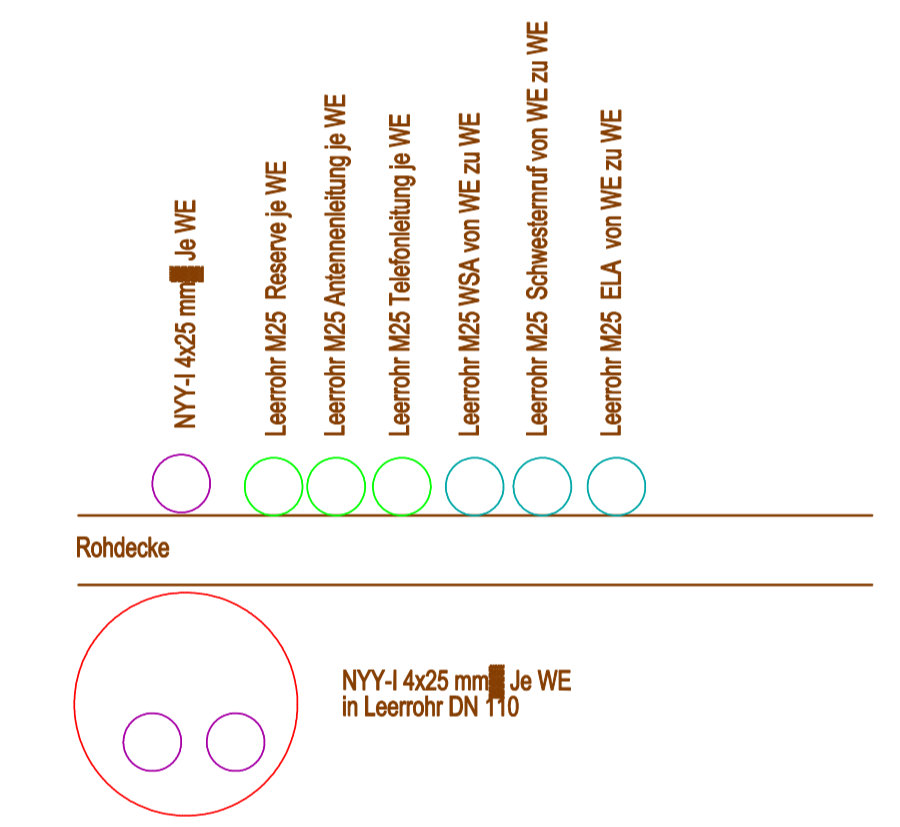 NYY-I 4x25 mm Je WE
Leerrohr M25 Reserve je WE
Leerrohr M25 Antennenleitung je WE
Leerrohr M25 Telefonleitung je WE
Leerrohr M25 WSA von WE zu WE
Leerrohr M25 Schwesternruf von WE zu WE
Leerrohr M25 ELA von WE zu WE
Rohdecke
NYY-I 4x25 mm Je WE
in Leerrohr DN 110